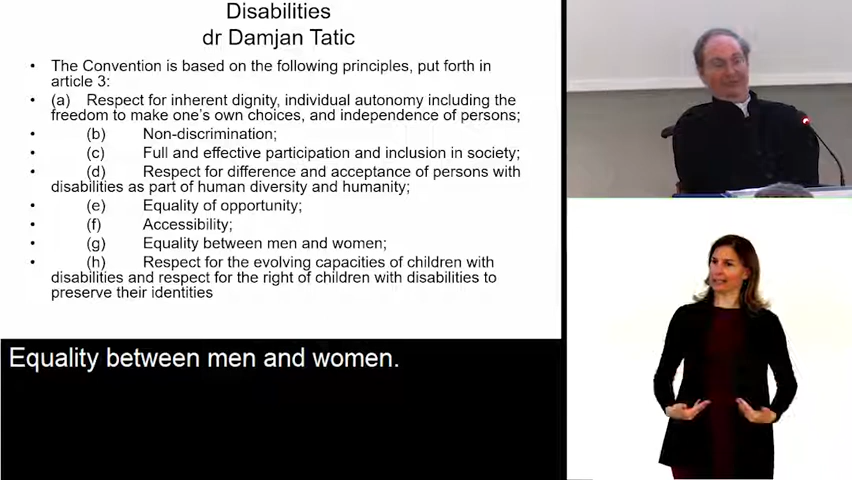 Disabilities
dr Damjan Tatic
• The Convention is based on the following principles, put forth in
article 3:
• (a) Respect for inherent dignity, individual autonomy including the
freedom to make one's own choices, and independence of persons;
• (b) Non-discrimination;
• (c) Full and effective participation and inclusion in society;
• (d) Respect for difference and acceptance of persons with
disabilities as part of human diversity and humanity;
• (e) Equality of opportunity;
• (f) Accessibility;
• (g) Equality between men and women;
• (h) Respect for the evolving capacities of children with
disabilities and respect for the right of children with disabilities to
preserve their identities
Equality between men and women.